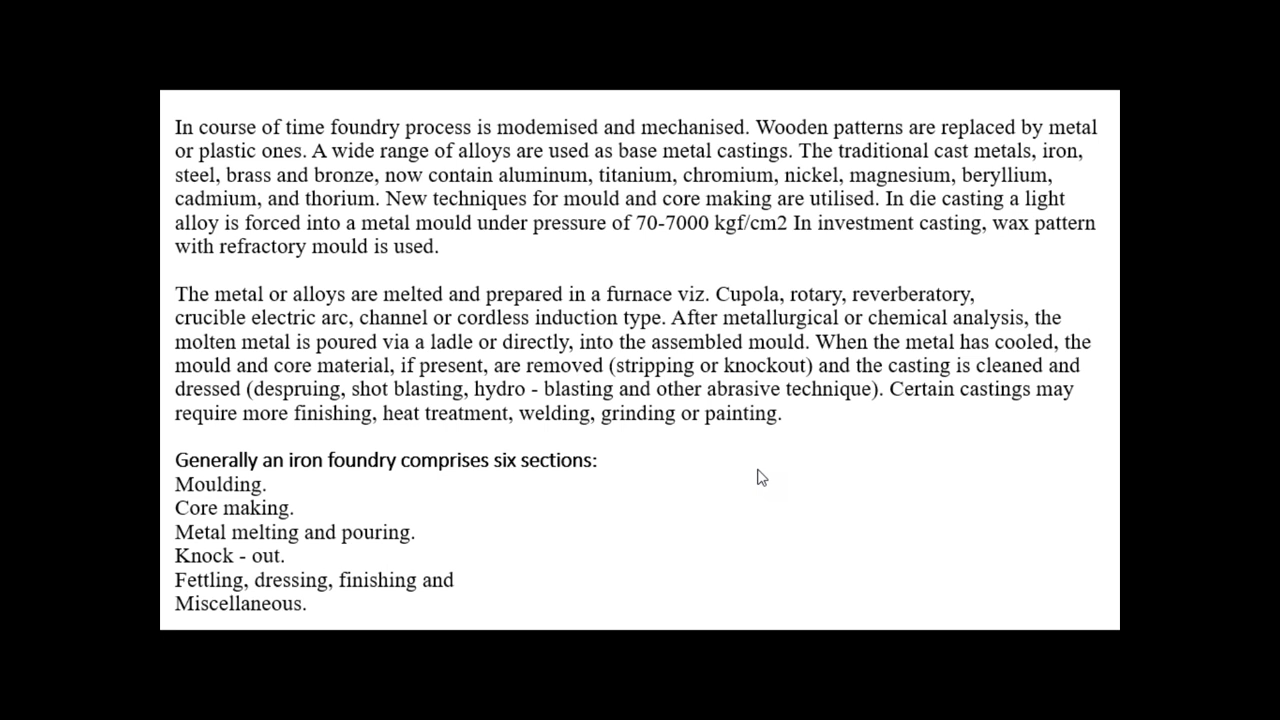 In course of time foundry process is modemised and mechanised. Wooden patterns are replaced by metal
or plastic ones. A wide range of alloys are used as base metal castings. The traditional cast metals, iron,
steel, brass and bronze, now contain aluminum, titanium, chromium, nickel, magnesium, beryllium,
cadmium, and thorium. New techniques for mould and core making are utilised. In die casting a light
alloy is forced into a metal mould under pressure of 70-7000 kgf/cm2 In investment casting, wax pattern
with refractory mould is used.
The metal or alloys are melted and prepared in a furnace viz. Cupola, rotary, reverberatory,
crucible electric arc, channel or cordless induction type. After metallurgical or chemical analysis, the
molten metal is poured via a ladle or directly, into the assembled mould. When the metal has cooled, the
mould and core material, if present, are removed (stripping or knockout) and the casting is cleaned and
dressed (despruing, shot blasting, hydro - blasting and other abrasive technique). Certain castings may
require more finishing, heat treatment, welding, grinding or painting.
Generally an iron foundry comprises six sections:
Moulding.
Core making.
Metal melting and pouring.
Knock - out.
Fettling, dressing, finishing and
Miscellaneous.